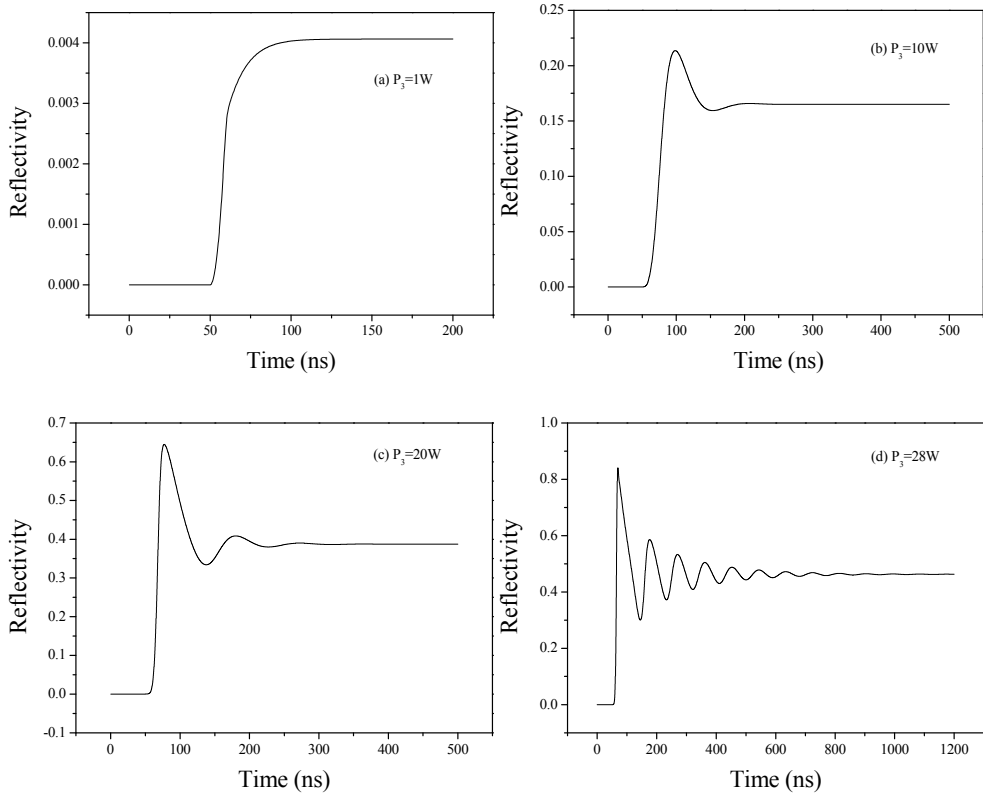 0.004
0.003
0.002
0.001
0.000
Reflectivity
(a) P₃=1W
0 50 100 150 200
Time (ns)
0.25
0.20
0.15
0.10
0.05
0.00
Reflectivity
(b) P₃=10W
0 100 200 300 400 500
Time (ns)
0.7
0.6
0.5
0.4
0.3
0.2
0.1
0.0
-0.1
Reflectivity
(c) P₃=20W
0 100 200 300 400 500
Time (ns)
1.0
0.8
0.6
0.4
0.2
0.0
Reflectivity
(d) P₃=28W
0 200 400 600 800 1000 1200
Time (ns)